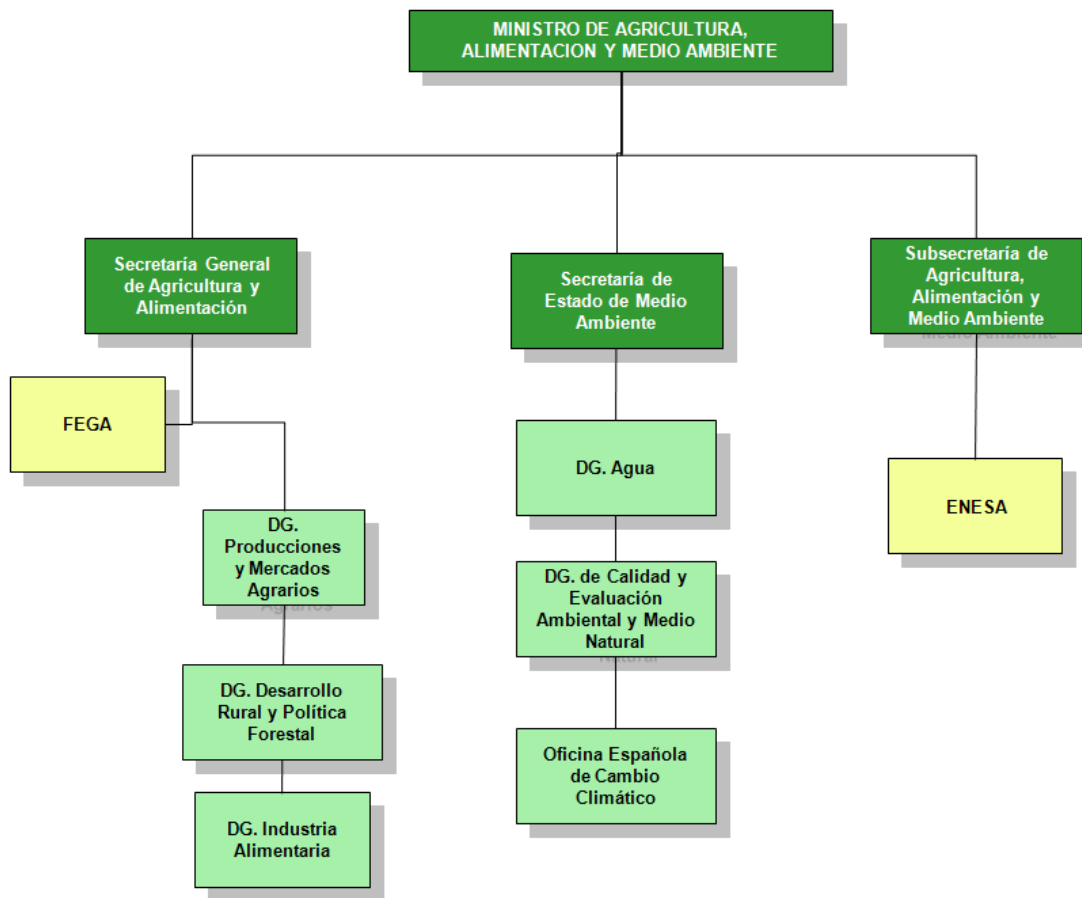 MINISTRO DE AGRICULTURA,
ALIMENTACION Y MEDIO AMBIENTE
Secretaría General
de Agricultura y
Alimentación
Secretaría de
Estado de Medio
Ambiente
Subsecretaría de
Agricultura,
Alimentación y
Medio Ambiente
FEGA
DG. Agua
ENESA
DG.
Producciones
y Mercados
Agrarios
DG. de Calidad y
Evaluación
Ambiental y Medio
Natural
DG. Desarrollo
Rural y Política
Forestal
Oficina Española
de Cambio
Climático
DG. Industria
Alimentaria